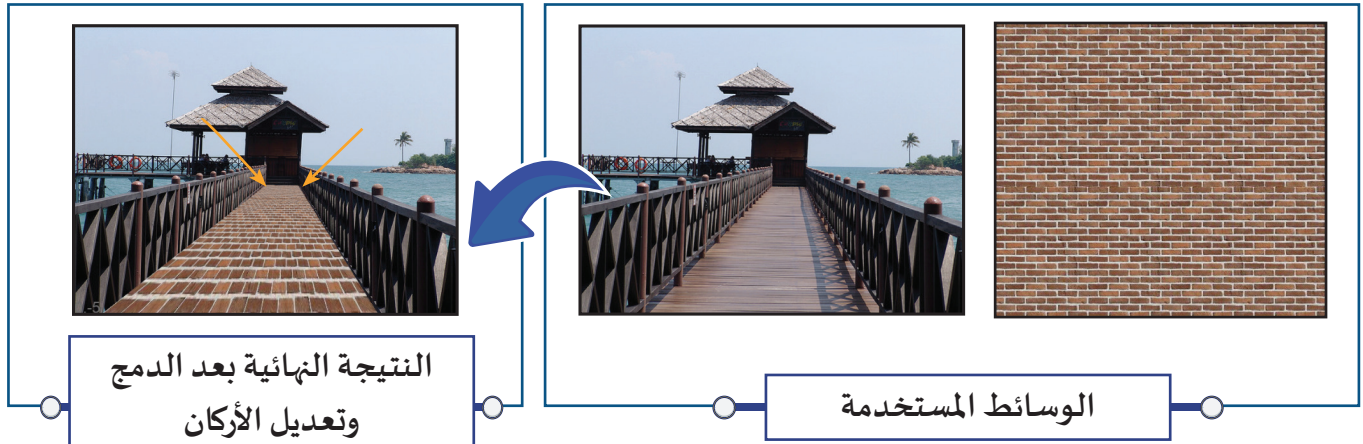 الوسائط المستخدمة
النتيجة النهائية بعد الدمج
وتعديل الأركان